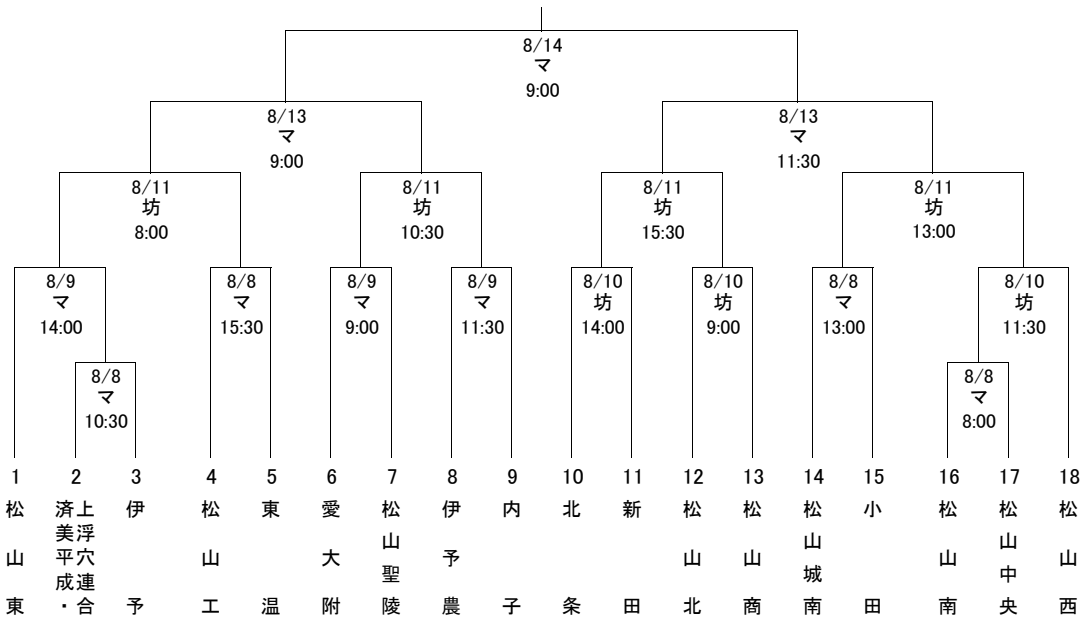 8/14
マ
9:00
8/13
マ
9:00
8/13
マ
11:30
8/11
坊
8:00
8/11
坊
10:30
8/11
坊
15:30
8/11
坊
13:00
8/9
マ
14:00
8/8
マ
15:30
8/9
マ
9:00
8/9
マ
11:30
8/10
坊
14:00
8/10
坊
9:00
8/8
マ
13:00
8/10
坊
11:30
8/8
マ
10:30
8/8
マ
8:00
1
松山東
2
済美平成・
上浮穴連合
3
伊予
4
松山工
5
東温
6
愛大附
7
松山聖陵
8
伊予農
9
内子
10
北条
11
新田
12
松山北
13
松山商
14
松山城南
15
小田
16
松山南
17
松山中央
18
松山西